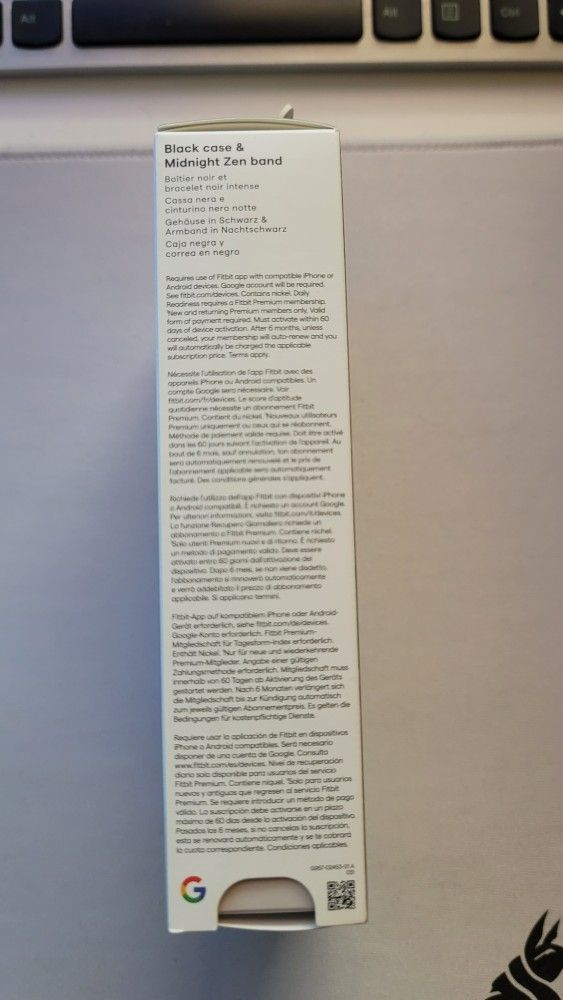 Alt
Alt
Ctrl
Black case &
Midnight Zen band
Boîtier noir et
bracelet noir intense
Cassa nera e
cinturino nero notte
Gehäuse in Schwarz &
Armband in Nachtschwarz
Caja negra y
correa en negro
Requires use of Fitbit app with compatible iPhone or
Android devices. Google account will be required.
See fitbit.com/devices. Contains nickel. Daily
Readiness requires a Fitbit Premium membership.
¹New and returning Premium members only. Valid
form of payment required. Must activate within 60
days of device activation. After 6 months, unless
canceled, your membership will auto-renew and you
will automatically be charged the applicable
subscription price. Terms apply.
Nécessite l'utilisation de l'app Fitbit avec des
appareils iPhone ou Android compatibles. Un
compte Google sera nécessaire. Voir
fitbit.com/fr/devices. Le score d'aptitude
quotidienne nécessite un abonnement Fitbit
Premium. Contient du nickel. ¹Nouveaux utilisateurs
Premium uniquement ou ceux qui se réabonnent.
Méthode de paiement valide requise. Doit être activé
dans les 60 jours suivant l'activation de l'appareil. Au
bout de 6 mois, sauf annulation, ton abonnement
sera automatiquement renouvelé et le prix de
l'abonnement applicable sera automatiquement
facturé. Des conditions générales s'appliquent.
Richiede l'utilizzo dell'app Fitbit con dispositivi iPhone
o Android compatibili. È richiesto un account Google.
Per ulteriori informazioni, visita fitbit.com/it/devices.
La funzione Recupero Giornaliero richiede un
abbonamento a Fitbit Premium. Contiene nichel.
¹Solo utenti Premium nuovi e di ritorno. È richiesto
un metodo di pagamento valido. Deve essere
attivato entro 60 giorni dall'attivazione del
dispositivo. Dopo 6 mesi, se non viene disdetto,
l'abbonamento si rinnoverà automaticamente
e verrà addebitato il prezzo di abbonamento
applicabile. Si applicano termini.
Fitbit-App auf kompatiblem iPhone oder Android-
Gerät erforderlich, siehe fitbit.com/de/devices.
Google-Konto erforderlich. Fitbit Premium-
Mitgliedschaft für Tagesform-Index erforderlich.
Enthält Nickel. ¹Nur für neue und wiederkehrende
Premium-Mitglieder. Angabe einer gültigen
Zahlungsmethode erforderlich. Mitgliedschaft muss
innerhalb von 60 Tagen ab Aktivierung des Geräts
gestartet werden. Nach 6 Monaten verlängert sich
die Mitgliedschaft bis zur Kündigung automatisch
zum jeweils gültigen Abonnementpreis. Es gelten die
Bedingungen für kostenpflichtige Dienste.
Requiere usar la aplicación de Fitbit en dispositivos
iPhone o Android compatibles. Será necesario
disponer de una cuenta de Google. Consulta
www.fitbit.com/es/devices. Nivel de recuperación
diario solo disponible para usuarios del servicio
Fitbit Premium. Contiene níquel. ¹Solo para usuarios
nuevos y antiguos que regresen al servicio Fitbit
Premium. Se requiere introducir un método de pago
válido. La suscripción debe activarse en un plazo
máximo de 60 días desde la activación del dispositivo.
Pasados los 6 meses, si no cancelas la suscripción,
esta se renovará automáticamente y se te cobrará
la cuota correspondiente. Condiciones aplicables.
G